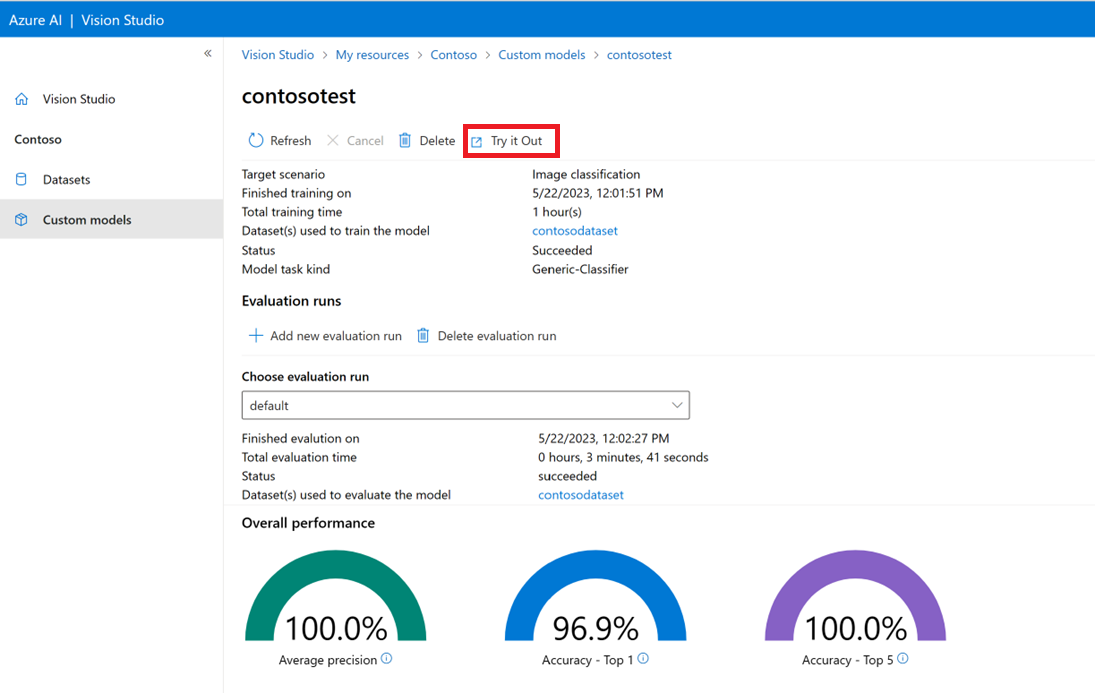 Azure AI | Vision Studio
«
Vision Studio > My resources > Contoso > Custom models > contosotest
contosotest
Vision Studio
Contoso
Datasets
Custom models
Refresh Cancel Delete Try it Out
Target scenario Image classification
Finished training on 5/22/2023, 12:01:51 PM
Total training time 1 hour(s)
Dataset(s) used to train the model contosodataset
Status Succeeded
Model task kind Generic-Classifier
Evaluation runs
Add new evaluation run Delete evaluation run
Choose evaluation run
default
Finished evalution on 5/22/2023, 12:02:27 PM
Total evaluation time 0 hours, 3 minutes, 41 seconds
Status succeeded
Dataset(s) used to evaluate the model contosodataset
Overall performance
100.0% 96.9% 100.0%
Average precision Accuracy - Top 1 Accuracy - Top 5